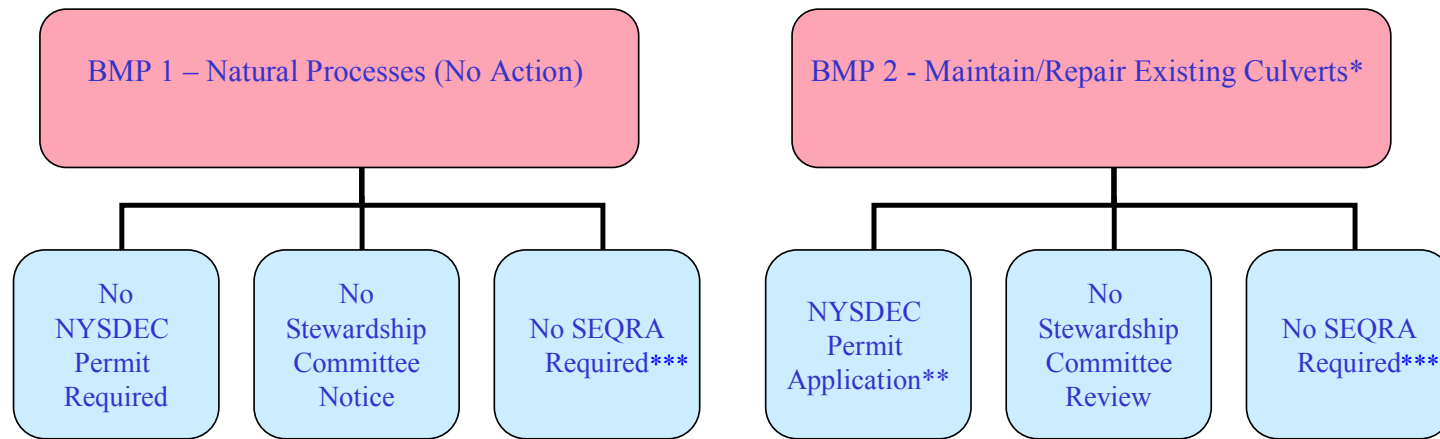 BMP 1 – Natural Processes (No Action)
BMP 2 - Maintain/Repair Existing Culverts*
No
NYSDEC
Permit
Required
No
Stewardship
Committee
Notice
No SEQRA
Required***
NYSDEC
Permit
Application**
No
Stewardship
Committee
Review
No SEQRA
Required***